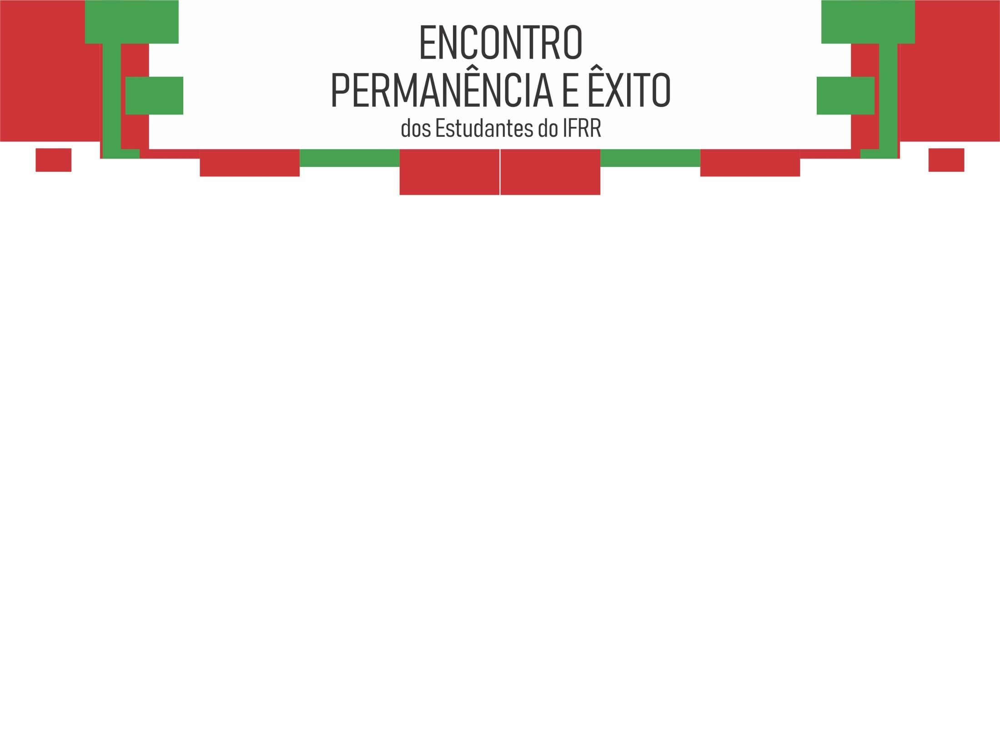 ENCONTRO
PERMANÊNCIA E ÊXITO
dos Estudantes do IFRR